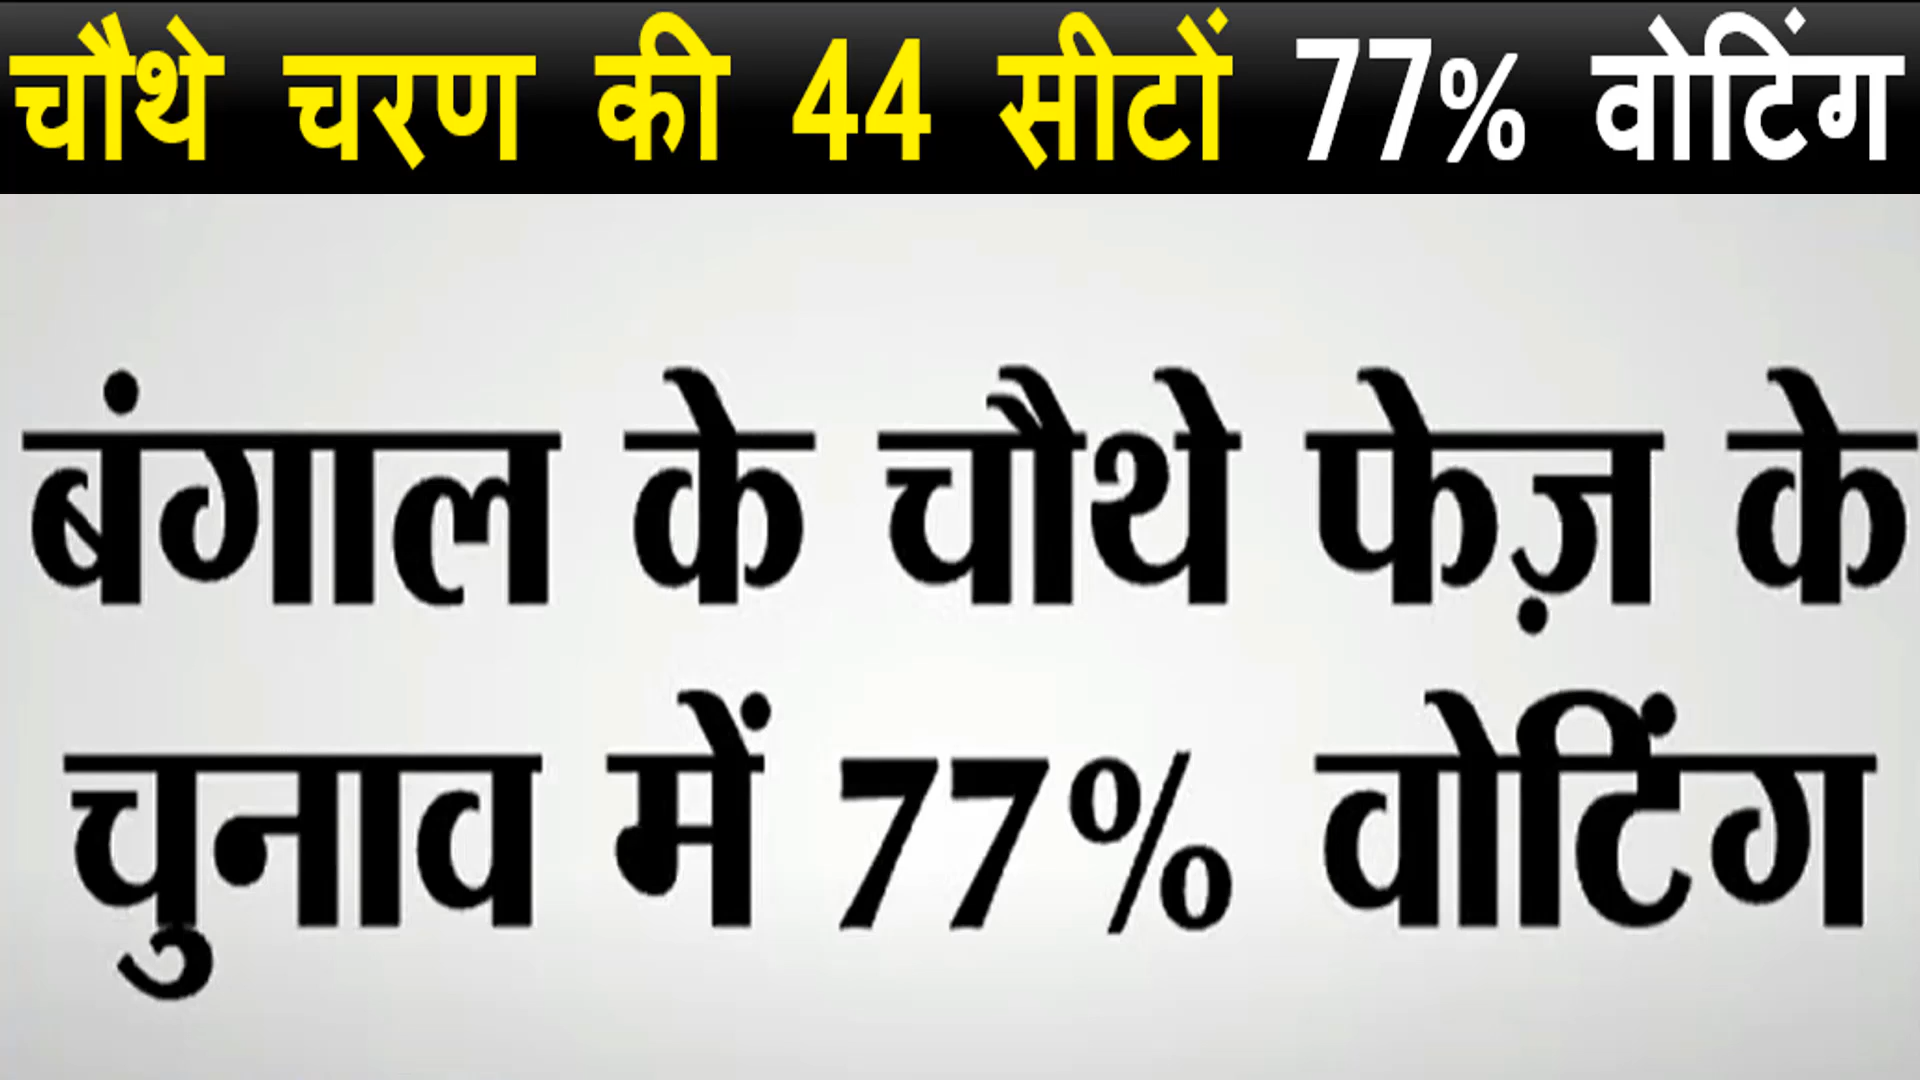 चौथे चरण की 44 सीटों 77% वोटिंग
बंगाल के चौथे फेज़ के
चुनाव में 77% वोटिंग